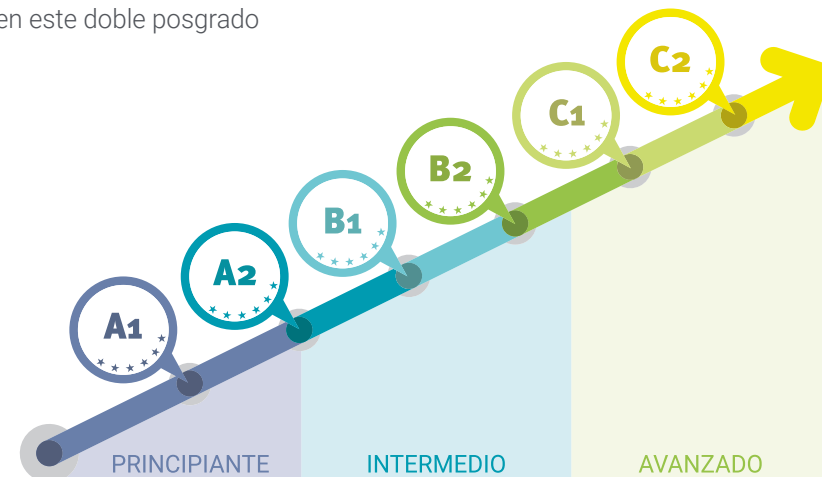 en este doble posgrado
C2
C1
B2
B1
A2
A1
PRINCIPIANTE
INTERMEDIO
AVANZADO